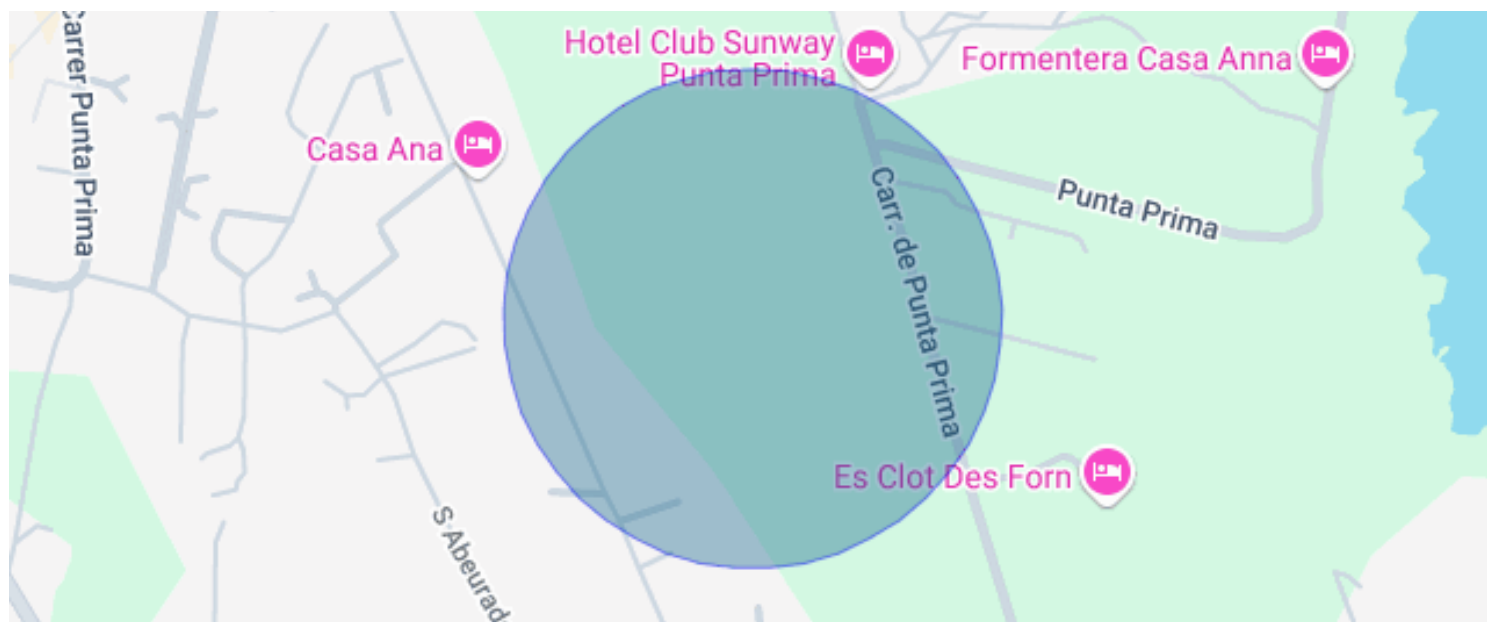 Carrer Punta Prima
Hotel Club Sunway
Punta Prima
Formentera Casa Anna
Casa Ana
Punta Prima
Carr. de Punta Prima
Es Clot Des Forn
S Abeurad